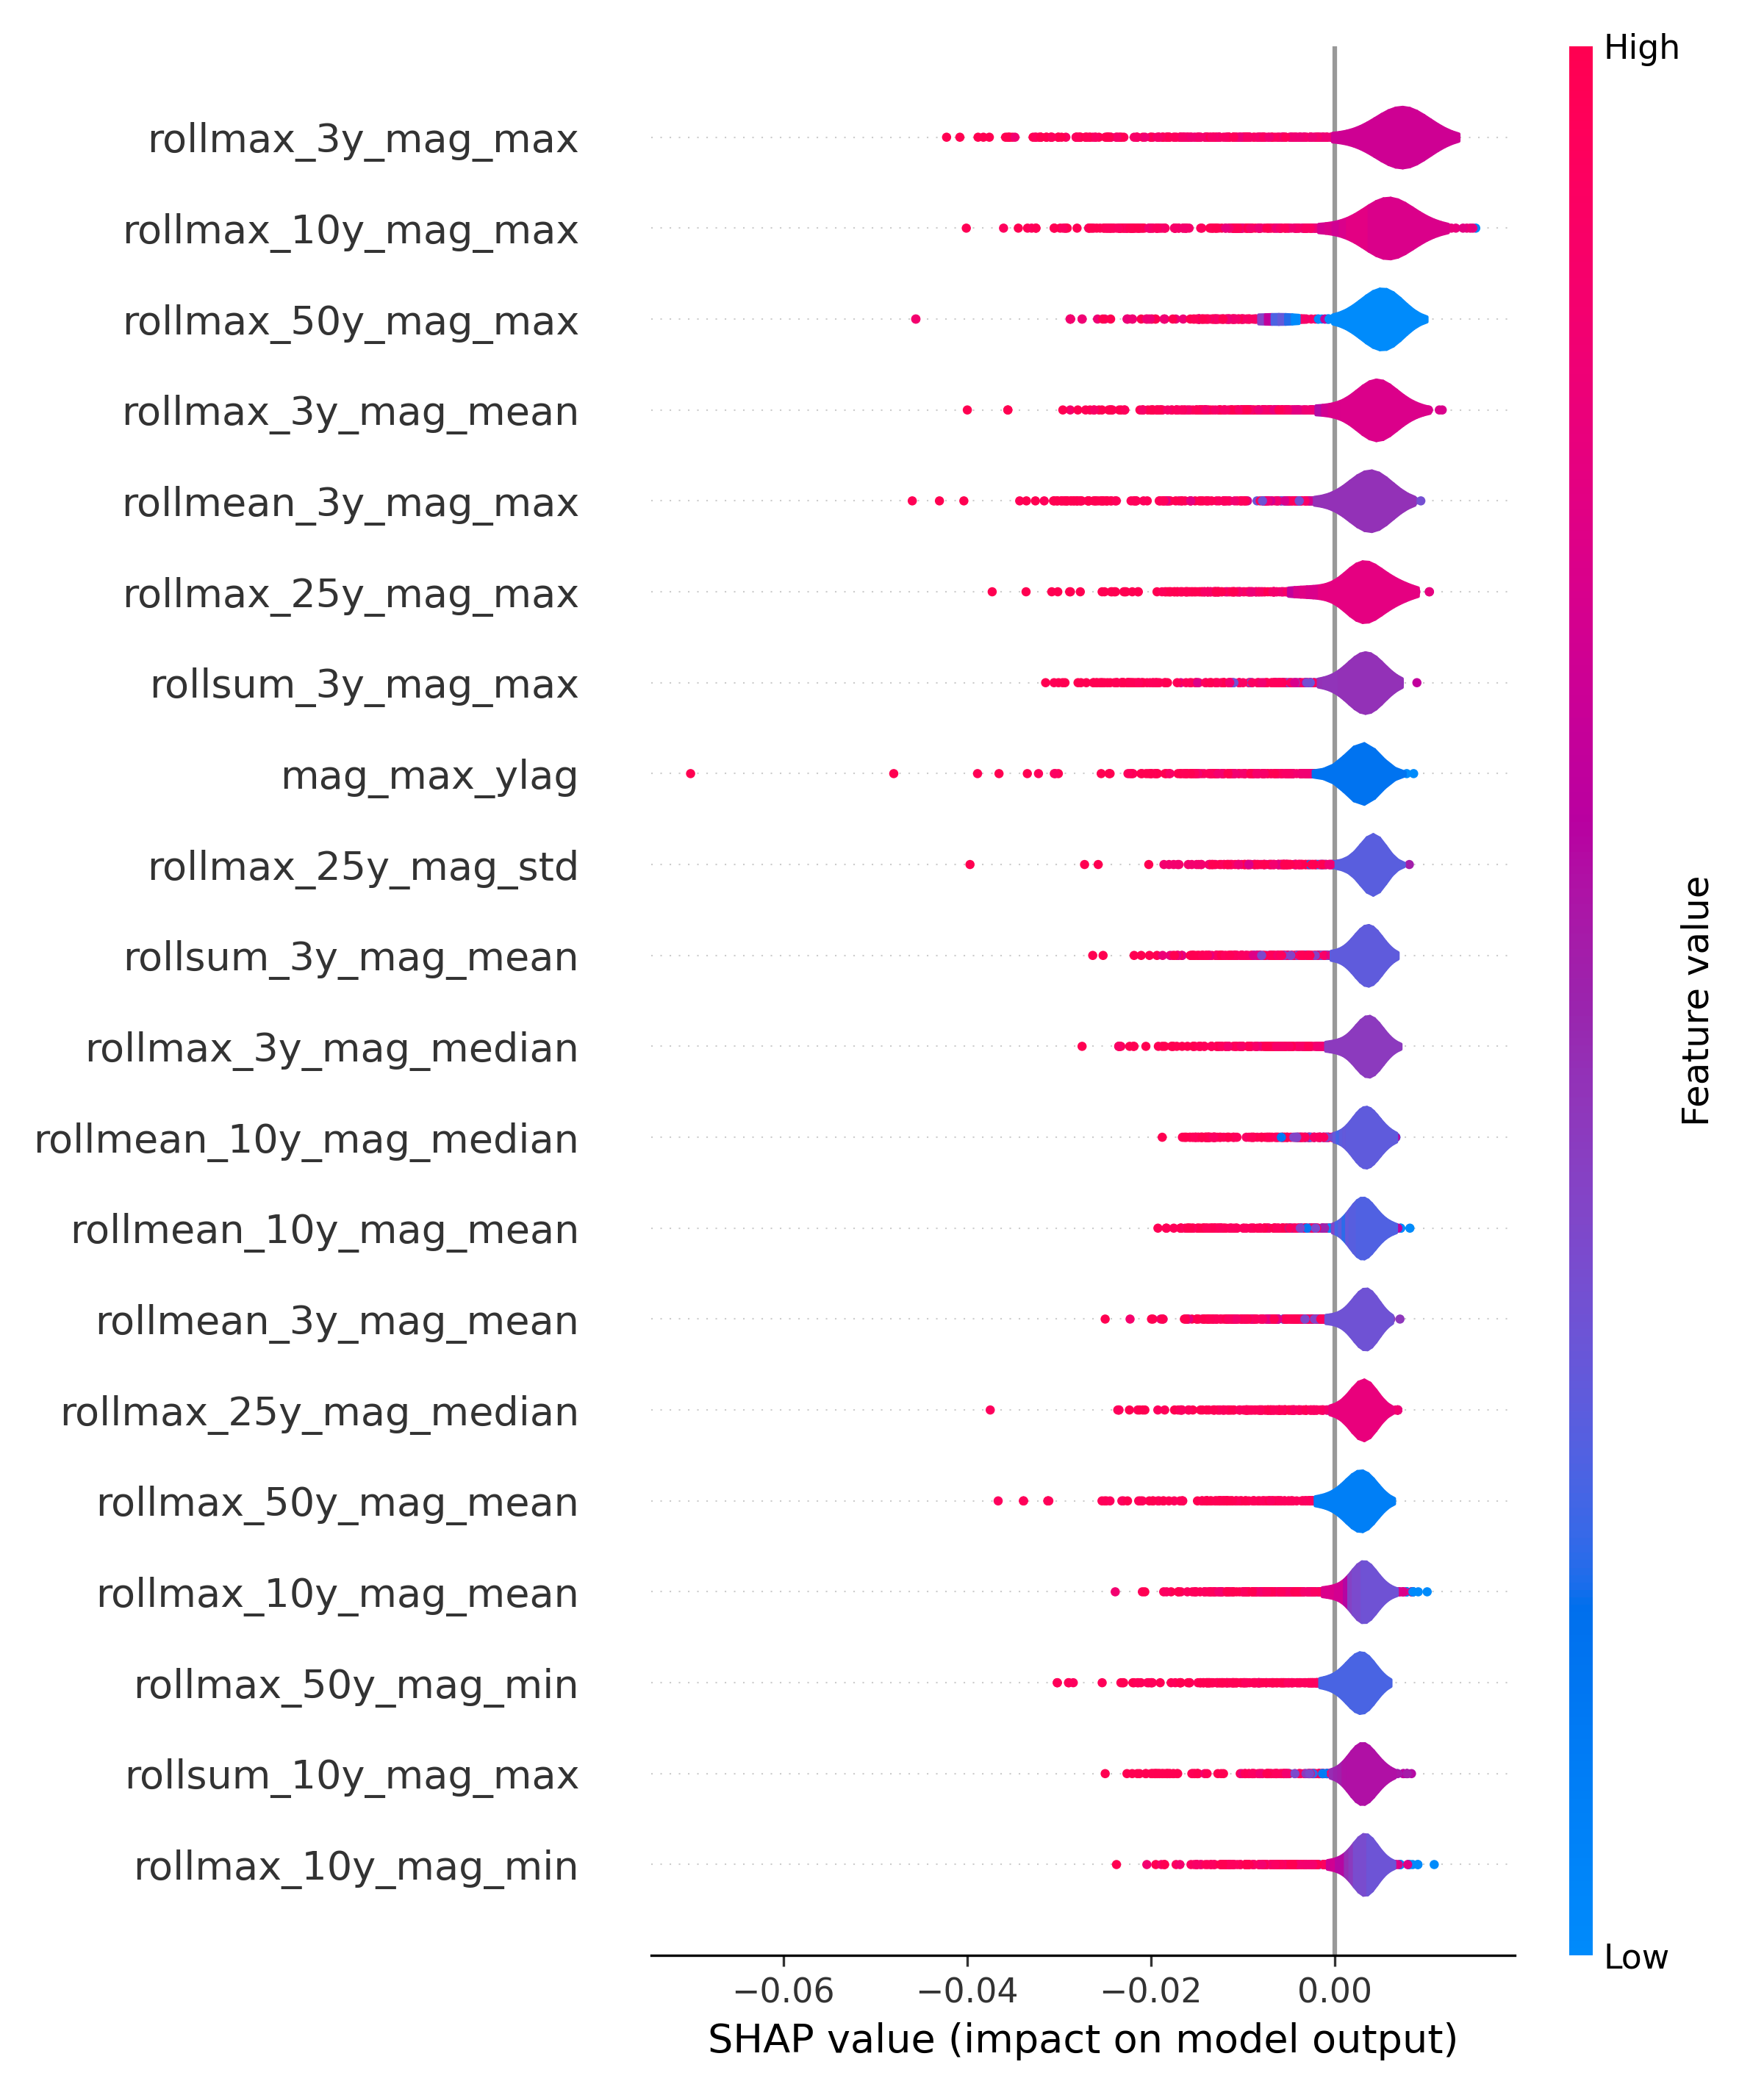 High
rollmax_3y_mag_max
rollmax_10y_mag_max
rollmax_50y_mag_max
rollmax_3y_mag_mean
rollmean_3y_mag_max
rollmax_25y_mag_max
rollsum_3y_mag_max
mag_max_ylag
rollmax_25y_mag_std
rollsum_3y_mag_mean
rollmax_3y_mag_median
rollmean_10y_mag_median
rollmean_10y_mag_mean
rollmean_3y_mag_mean
rollmax_25y_mag_median
rollmax_50y_mag_mean
rollmax_10y_mag_mean
rollmax_50y_mag_min
rollsum_10y_mag_max
rollmax_10y_mag_min
Feature value
Low
−0.06 −0.04 −0.02 0.00
SHAP value (impact on model output)